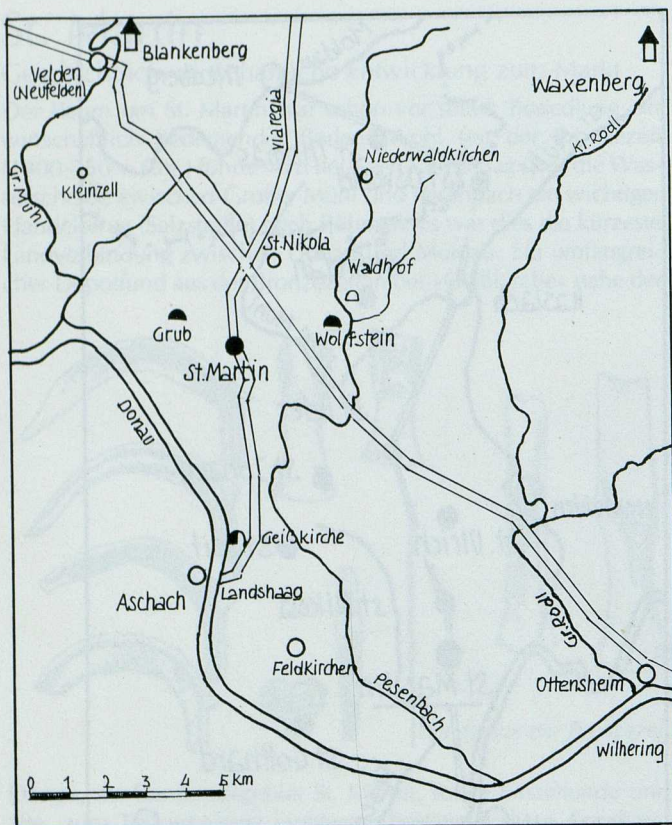 Blankenberg
Velden
(Neufelden)
via regia
Waxenberg
Kl. Rodl
Niederwaldkirchen
Gr. Mühl
Kleinzell
St. Nikola
Waldhof
Grub
Wolfstein
St. Martin
Donau
Geißkirche
Aschach
Landshaag
Gr. Rodl
Feldkirchen
Pesenbach
Ottensheim
Wilhering
0 1 2 3 4 5 km